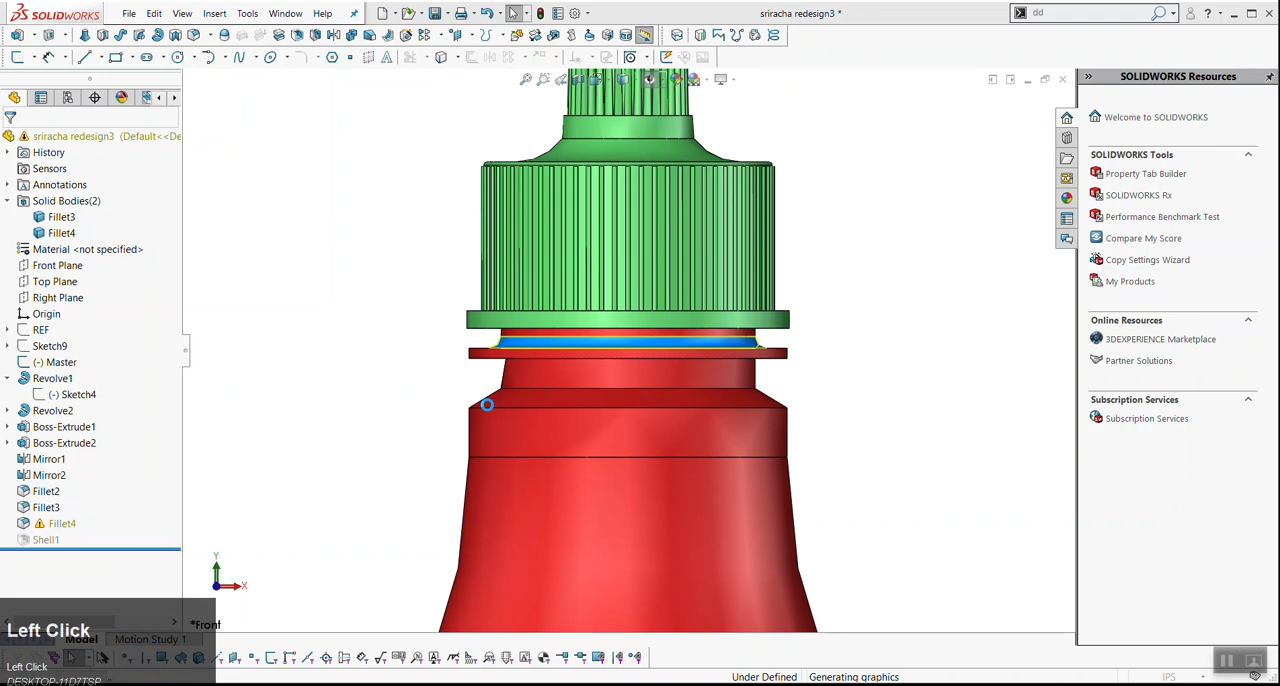 SOLIDWORKS File Edit View Insert Tools Window Help sriracha redesign3 * dd
SOLIDWORKS Resources
Welcome to SOLIDWORKS
SOLIDWORKS Tools
Property Tab Builder
SOLIDWORKS Rx
Performance Benchmark Test
Compare My Score
Copy Settings Wizard
My Products
Online Resources
3DEXPERIENCE Marketplace
Partner Solutions
Subscription Services
Subscription Services
sriracha redesign3 (Default<<De
History
Sensors
Annotations
Solid Bodies(2)
Fillet3
Fillet4
Material <not specified>
Front Plane
Top Plane
Right Plane
Origin
REF
Sketch9
(-) Master
Revolve1
(-) Sketch4
Revolve2
Boss-Extrude1
Boss-Extrude2
Mirror1
Mirror2
Fillet2
Fillet3
Fillet4
Shell1
Y
X
*Front
Left Click
Model Motion Study 1
Left Click
DESKTOP-11D7TSP
Under Defined Generating graphics IPS